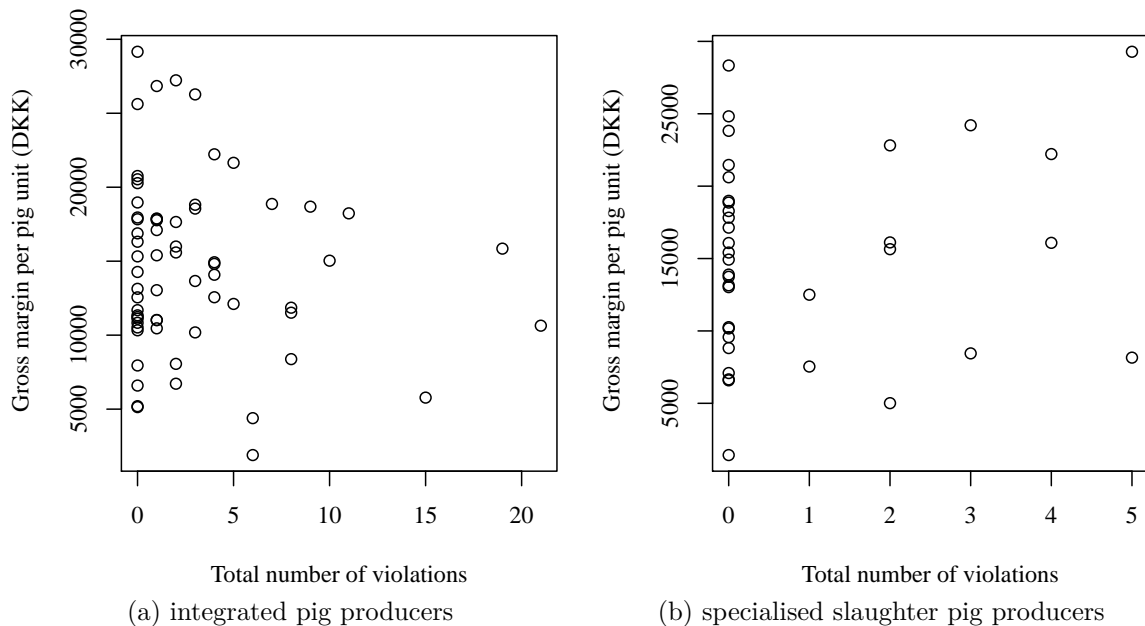 Gross margin per pig unit (DKK)
30000
20000
10000
5000
0 5 10 15 20
Total number of violations
(a) integrated pig producers
Gross margin per pig unit (DKK)
25000
15000
5000
0 1 2 3 4 5
Total number of violations
(b) specialised slaughter pig producers